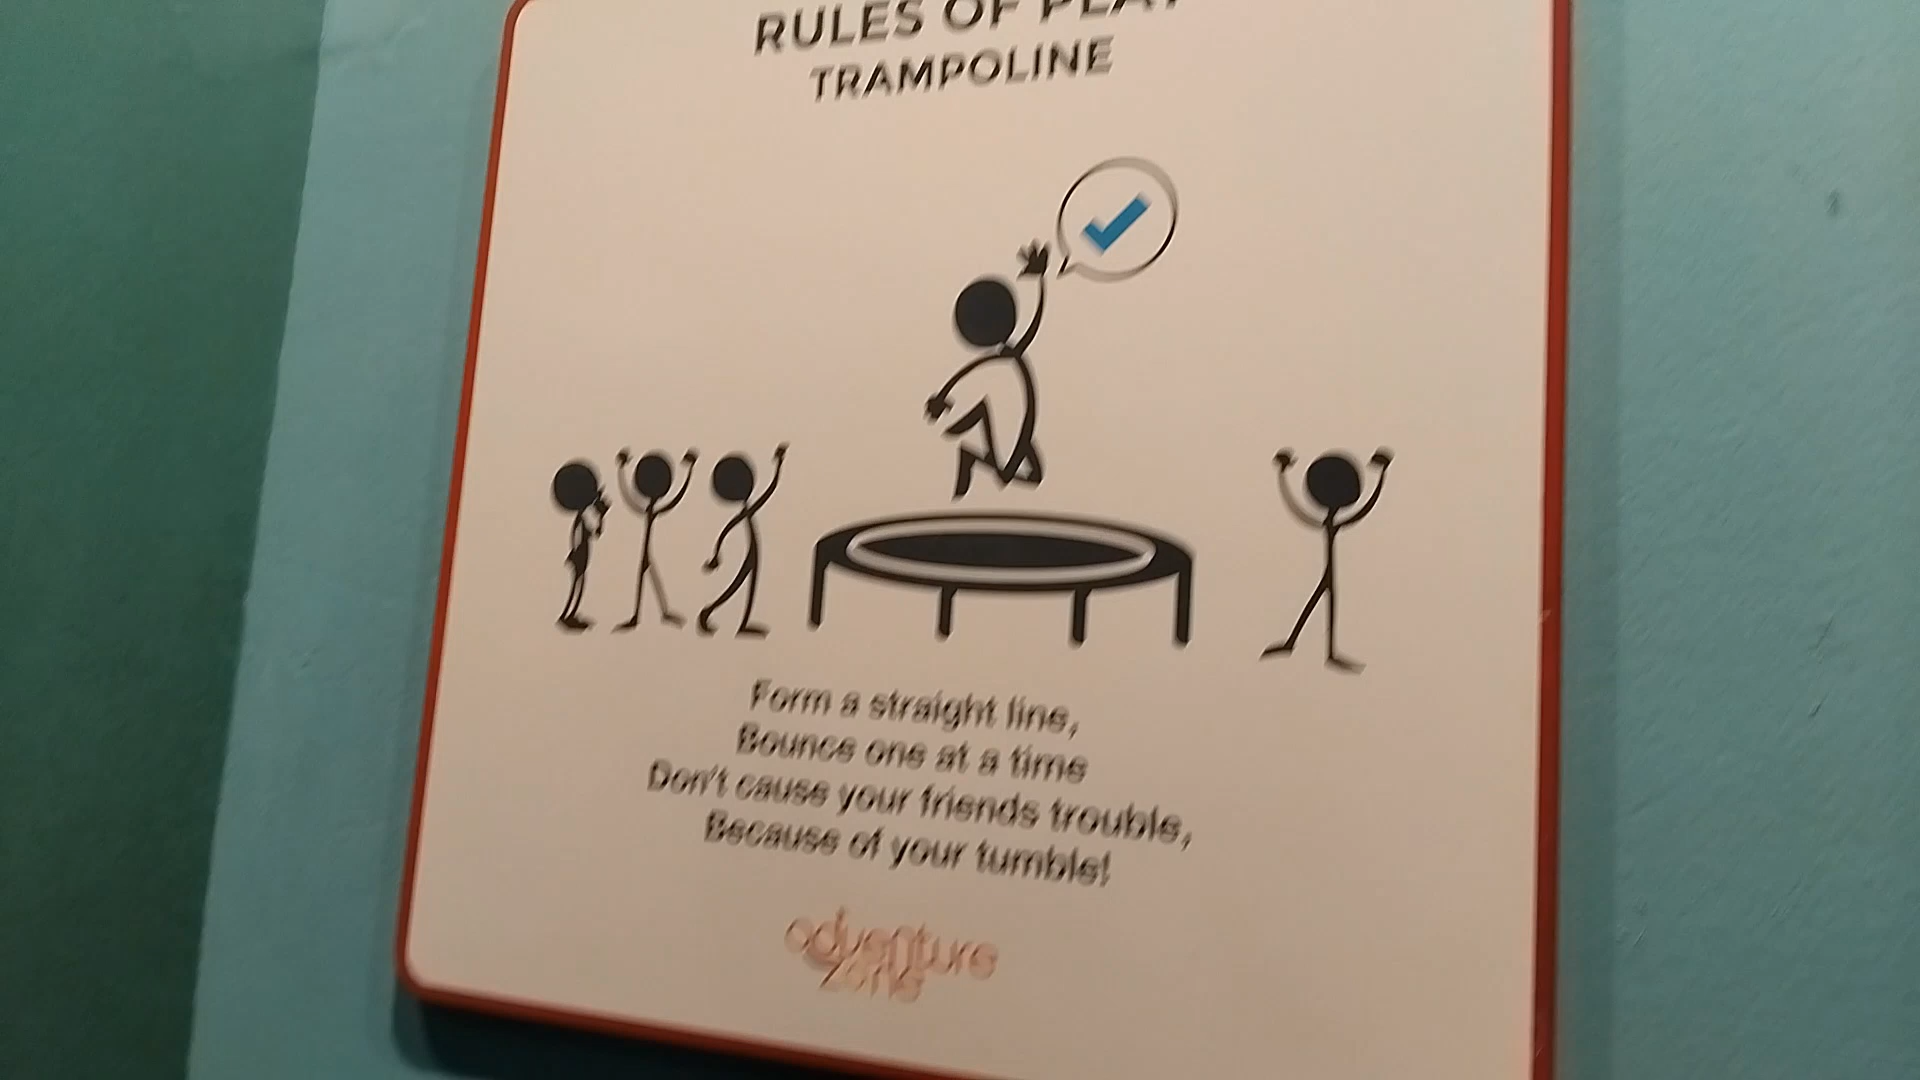 RULES OF PLAY
TRAMPOLINE
Form a straight line,
Bounce one at a time
Don't cause your friends trouble,
Because of your tumble!
adventure
zone